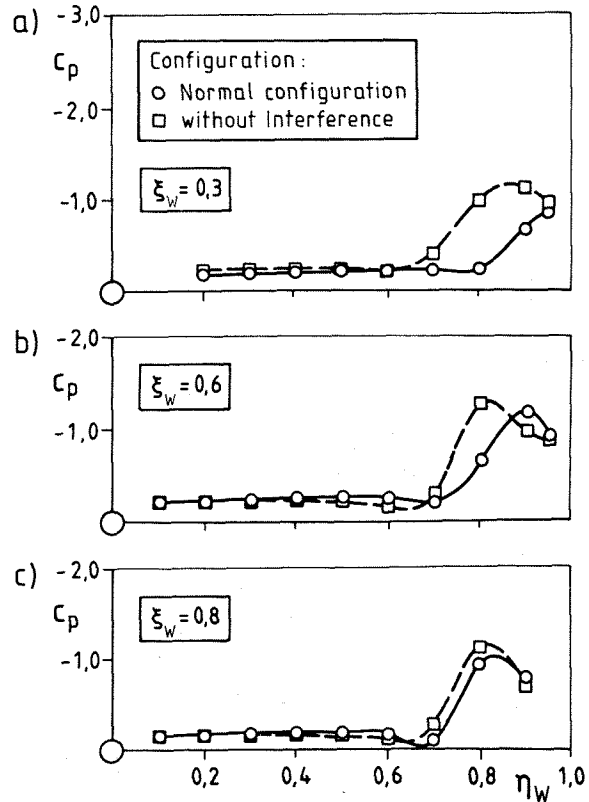 a)
-3,0
Cp
Configuration :
Normal configuration
without Interference
-2,0
ξw = 0,3
-1,0
b)
-2,0
Cp
ξw = 0,6
-1,0
c)
-2,0
Cp
ξw = 0,8
-1,0
0,2 0,4 0,6 0,8 ηw 1,0